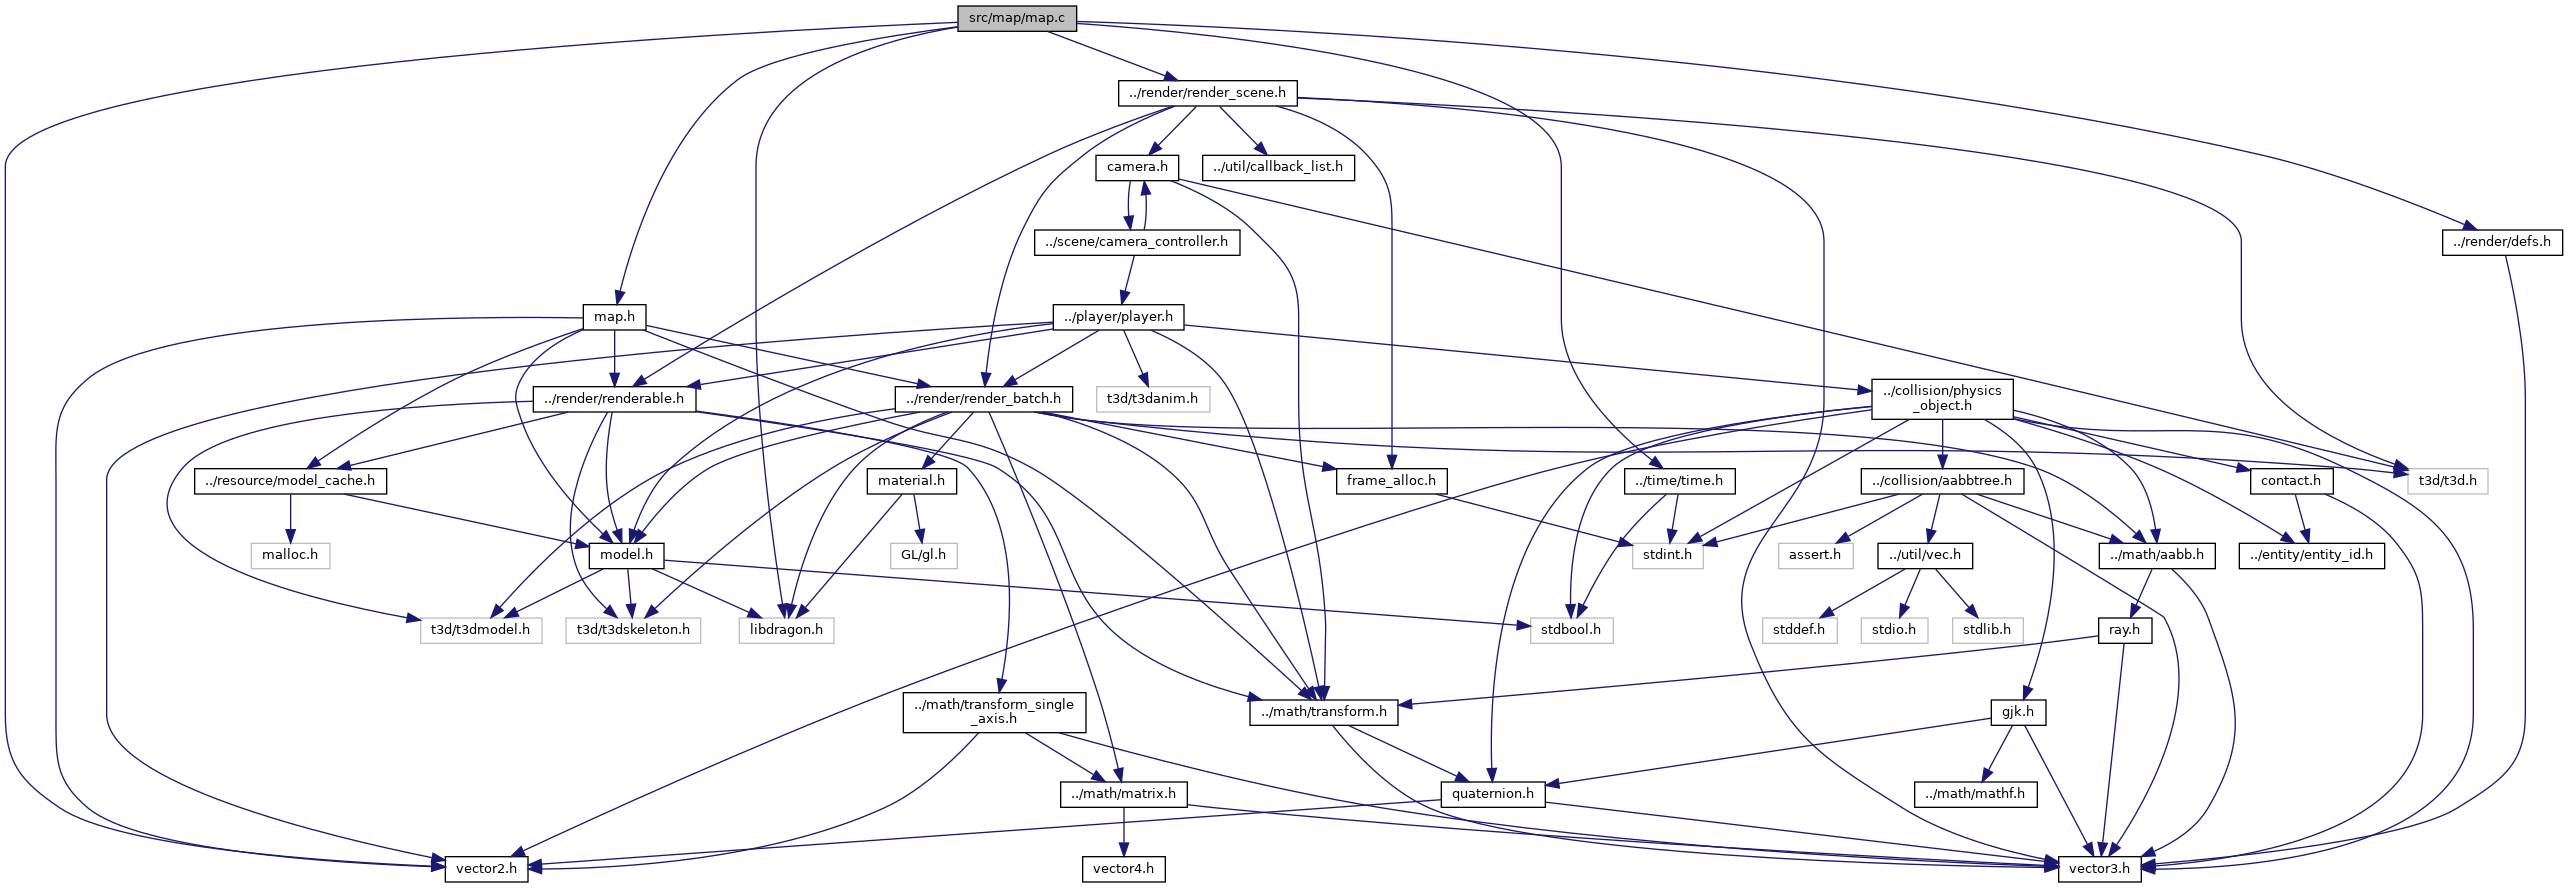 src/map/map.c
../render/render_scene.h
camera.h
../util/callback_list.h
../scene/camera_controller.h
../render/defs.h
map.h
../player/player.h
../render/renderable.h
../render/render_batch.h
t3d/t3danim.h
../collision/physics
_object.h
../resource/model_cache.h
material.h
frame_alloc.h
../time/time.h
../collision/aabbtree.h
contact.h
t3d/t3d.h
malloc.h
model.h
GL/gl.h
stdint.h
assert.h
../util/vec.h
../math/aabb.h
../entity/entity_id.h
t3d/t3dmodel.h
t3d/t3dskeleton.h
libdragon.h
stdbool.h
stddef.h
stdio.h
stdlib.h
ray.h
../math/transform_single
_axis.h
../math/transform.h
gjk.h
../math/matrix.h
quaternion.h
../math/mathf.h
vector2.h
vector4.h
vector3.h